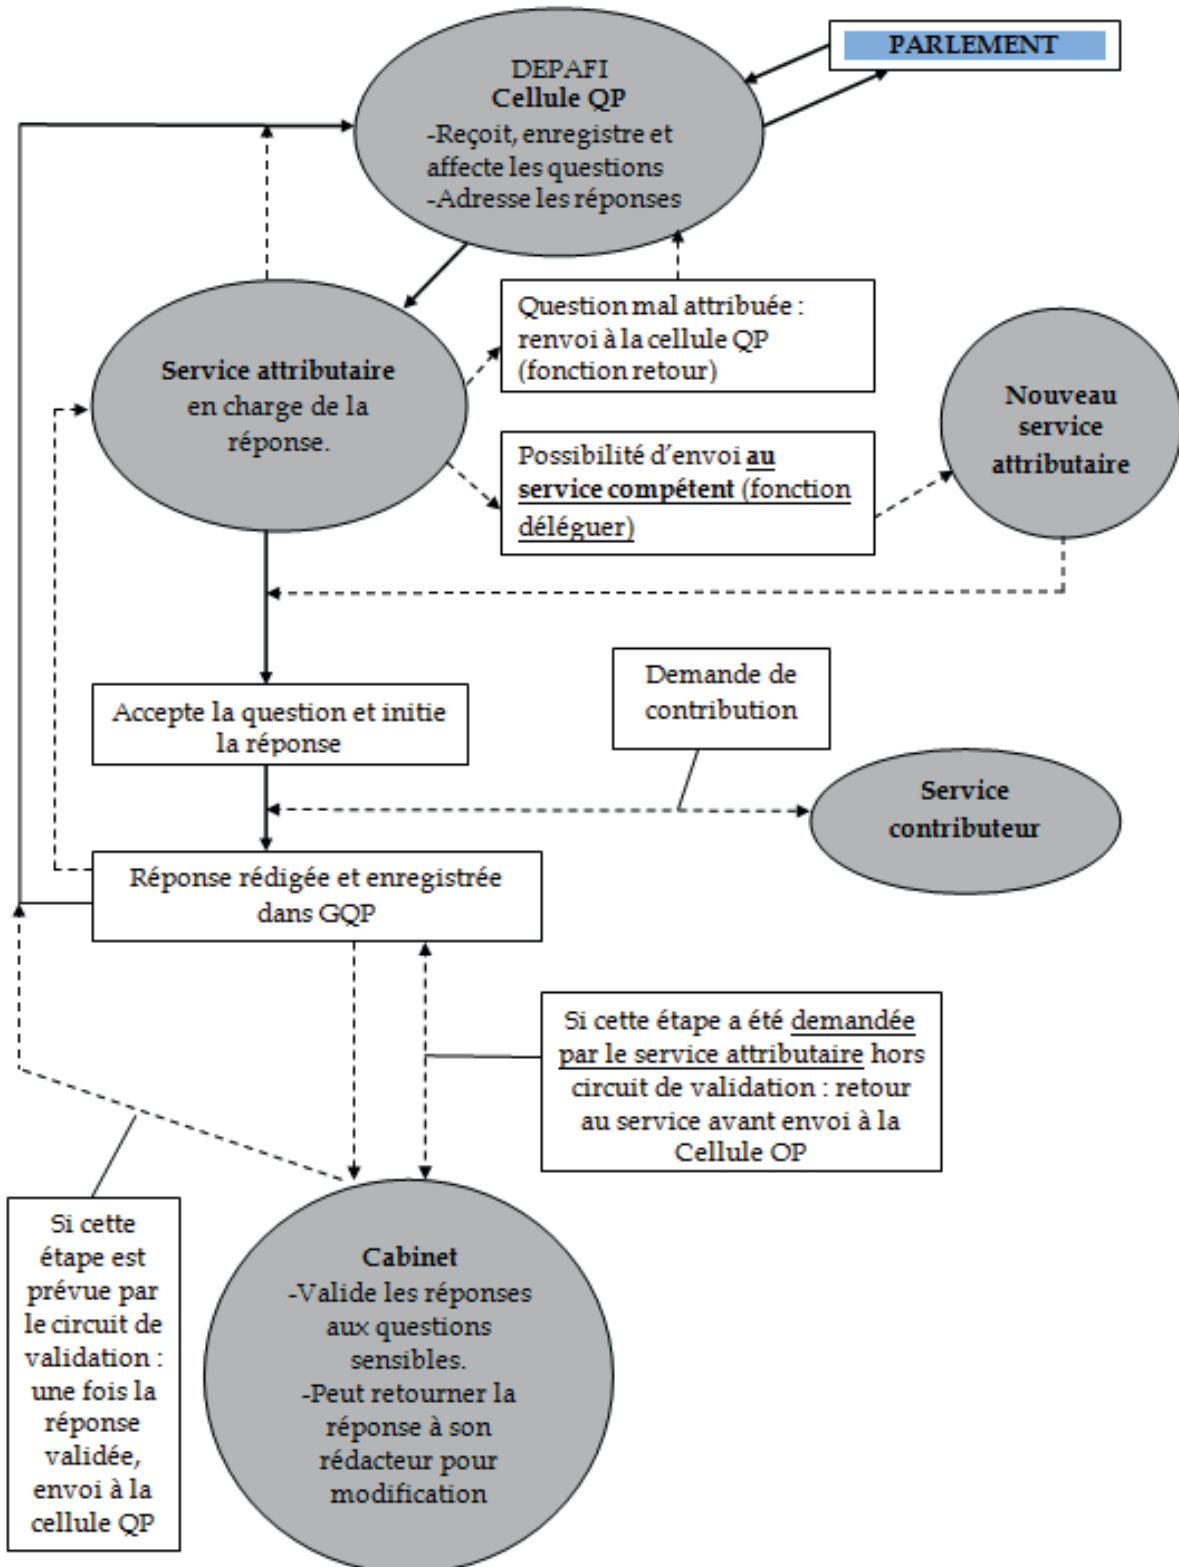 PARLEMENT
DEPAFI
Cellule QP
-Reçoit, enregistre et
affecte les questions
-Adresse les réponses
Question mal attribuée :
renvoi à la cellule QP
(fonction retour)
Service attributaire
en charge de la
réponse.
Nouveau
service
attributaire
Possibilité d’envoi au
service compétent (fonction
déléguer)
Demande de
contribution
Accepte la question et initie
la réponse
Service
contributeur
Réponse rédigée et enregistrée
dans GQP
Si cette étape a été demandée
par le service attributaire hors
circuit de validation : retour
au service avant envoi à la
Cellule OP
Si cette
étape est
prévue par
le circuit de
validation :
une fois la
réponse
validée,
envoi à la
cellule QP
Cabinet
-Valide les réponses
aux questions
sensibles.
-Peut retourner la
réponse à son
rédacteur pour
modification